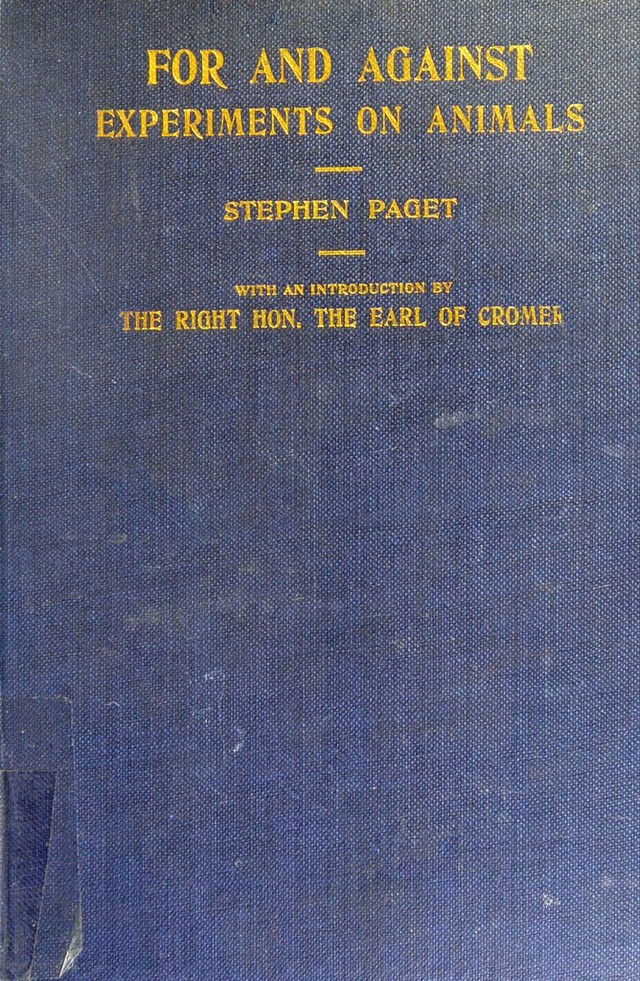 FOR AND AGAINST
EXPERIMENTS ON ANIMALS
STEPHEN PAGET
WITH AN INTRODUCTION BY
THE RIGHT HON. THE EARL OF CROMER